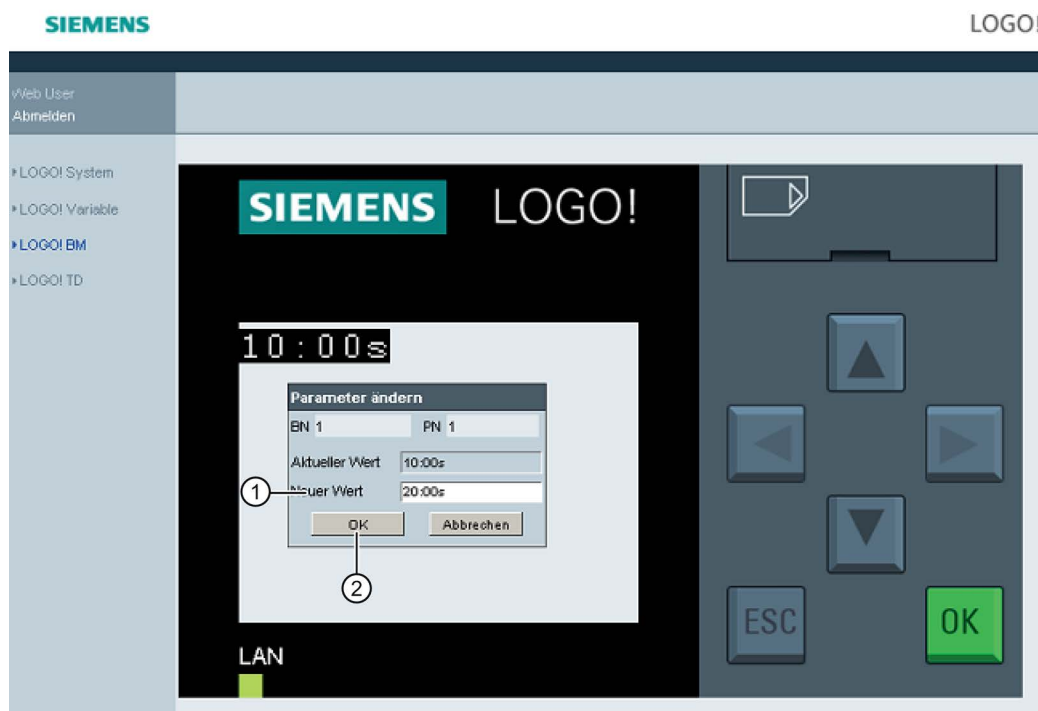 SIEMENS LOGO!
Web User
Abmelden
LOGO! System
LOGO! Variable
LOGO! BM
LOGO! TD
SIEMENS LOGO!
10:00s
Parameter ändern
BN 1 PN 1
Aktueller Wert 10:00s
1 Neuer Wert 20:00s
OK Abbrechen
2
ESC OK
LAN